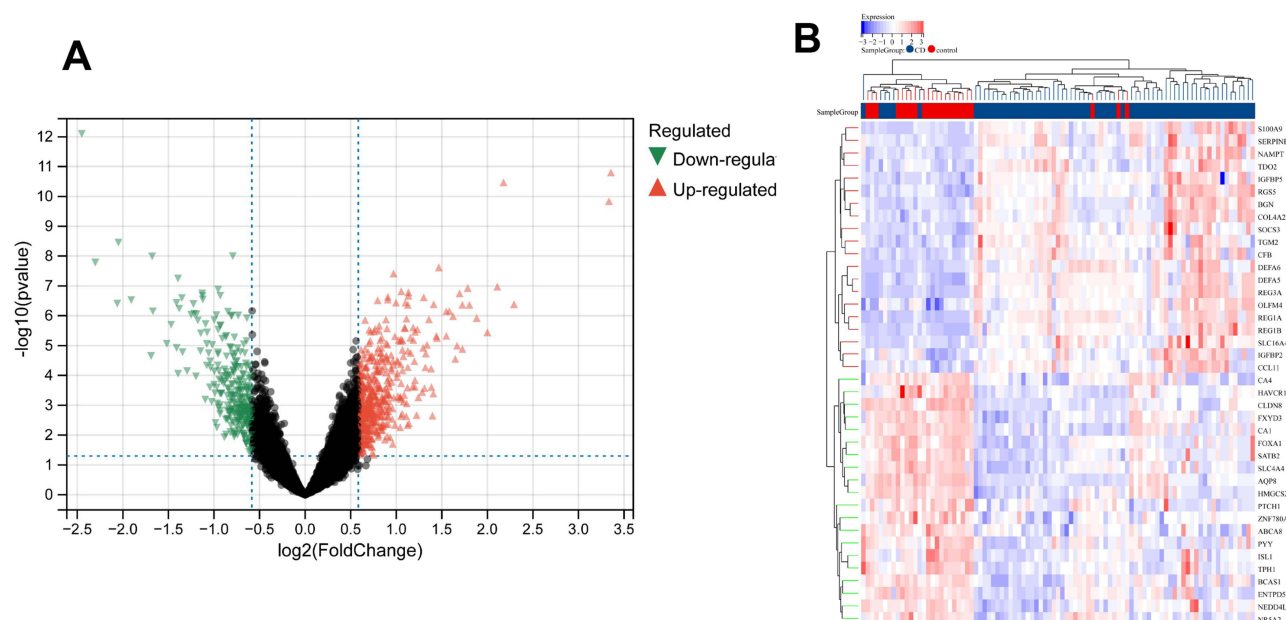 A
12
11
10
9
8
7
6
5
4
3
2
1
0
-log10(pvalue)
-2.5 -2.0 -1.5 -1.0 -0.5 0.0 0.5 1.0 1.5 2.0 2.5 3.0 3.5
log2(FoldChange)
Regulated
Down-regula
Up-regulated
B
Expression
-3 -2 -1 0 1 2 3
SampleGroup: CD control
SampleGroup
S100A9
SERPINE
NAMPT
TDO2
IGFBP5
RGS5
BGN
COL4A2
SOCS3
TGM2
CFB
DEFA6
DEFA5
REG3A
OLFM4
REG1A
REG1B
SLC16A
IGFBP2
CCL11
CA4
HAVCR1
CLDN8
FXYD3
CA1
FOXA1
SATB2
SLC4A4
AQP8
HMGCS2
PTCH1
ZNF780A
ABCA8
PYY
ISL1
TPH1
BCAS1
ENTPD5
NEDD4L
NR5A2